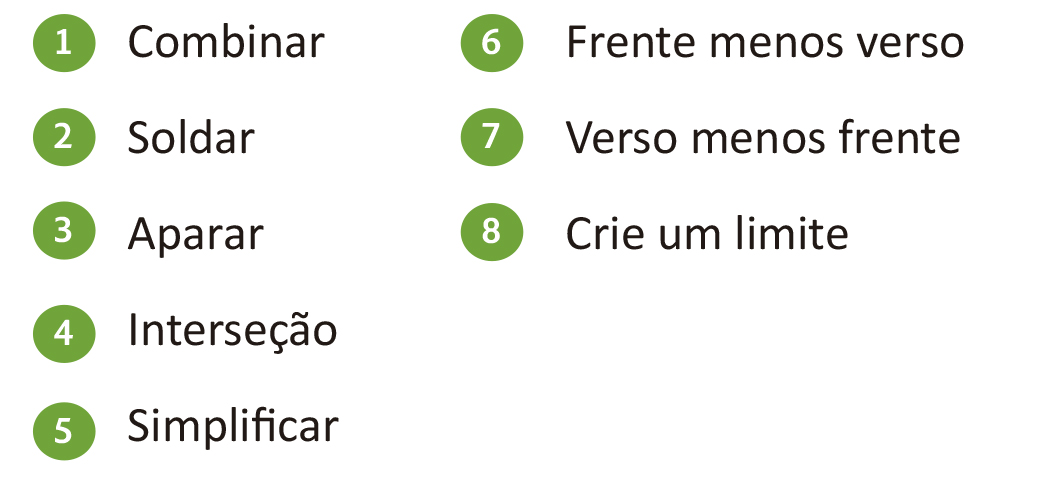 1 Combinar
2 Soldar
3 Aparar
4 Interseção
5 Simplificar
6 Frente menos verso
7 Verso menos frente
8 Crie um limite